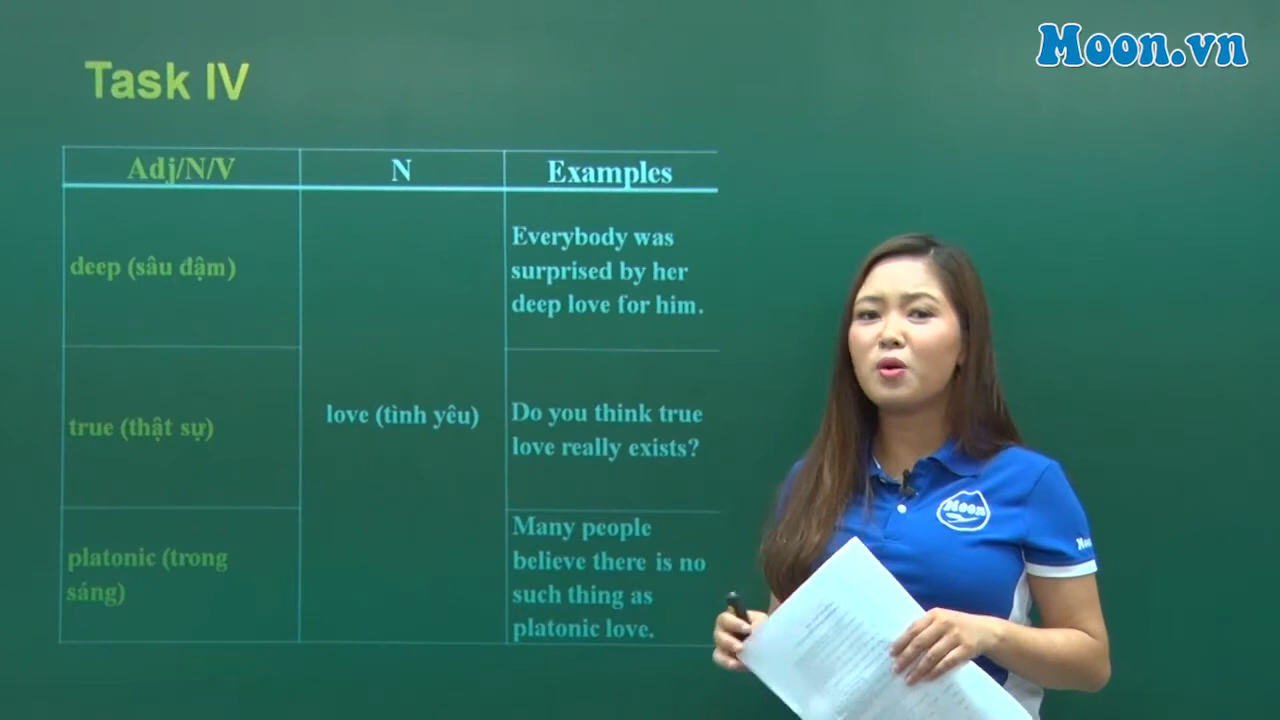 Moon.vn
Task IV
Adj/N/V
N
Examples
deep (sâu đậm)
love (tình yêu)
Everybody was
surprised by her
deep love for him.
true (thật sự)
Do you think true
love really exists?
platonic (trong
sáng)
Many people
believe there is no
such thing as
platonic love.
Moon